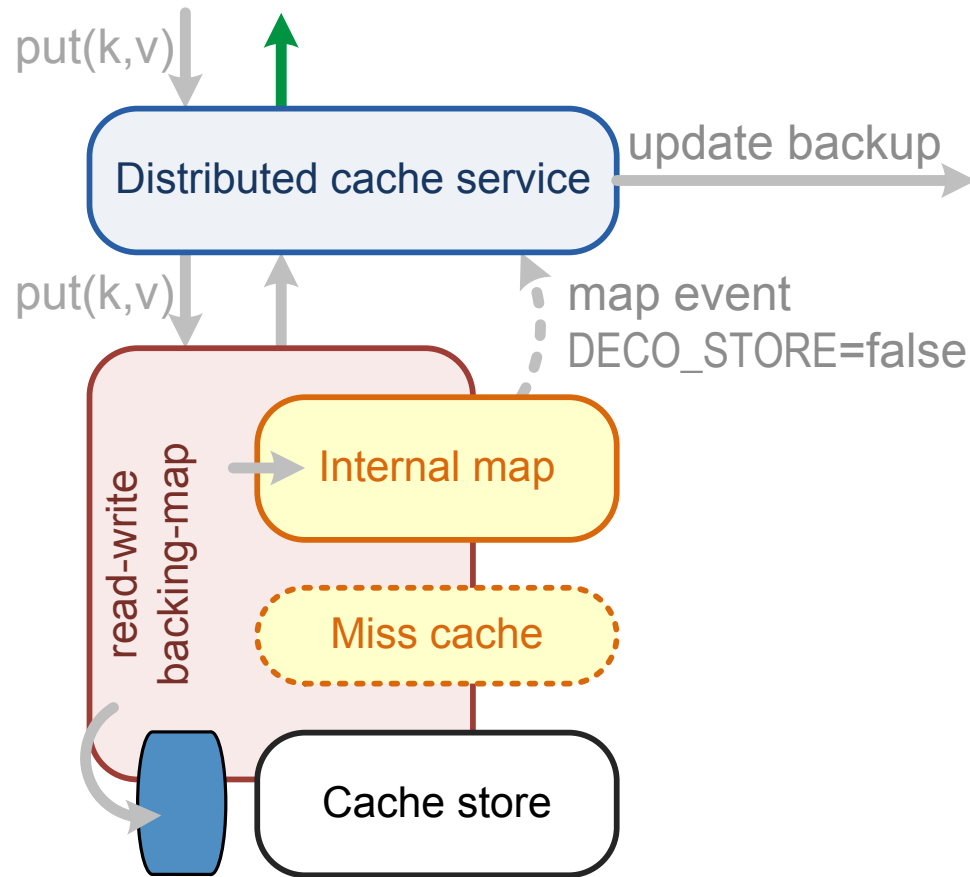 put(k,v)
Distributed cache service
update backup
put(k,v)
map event
DECO_STORE=false
read-write
backing-map
Internal map
Miss cache
Cache store